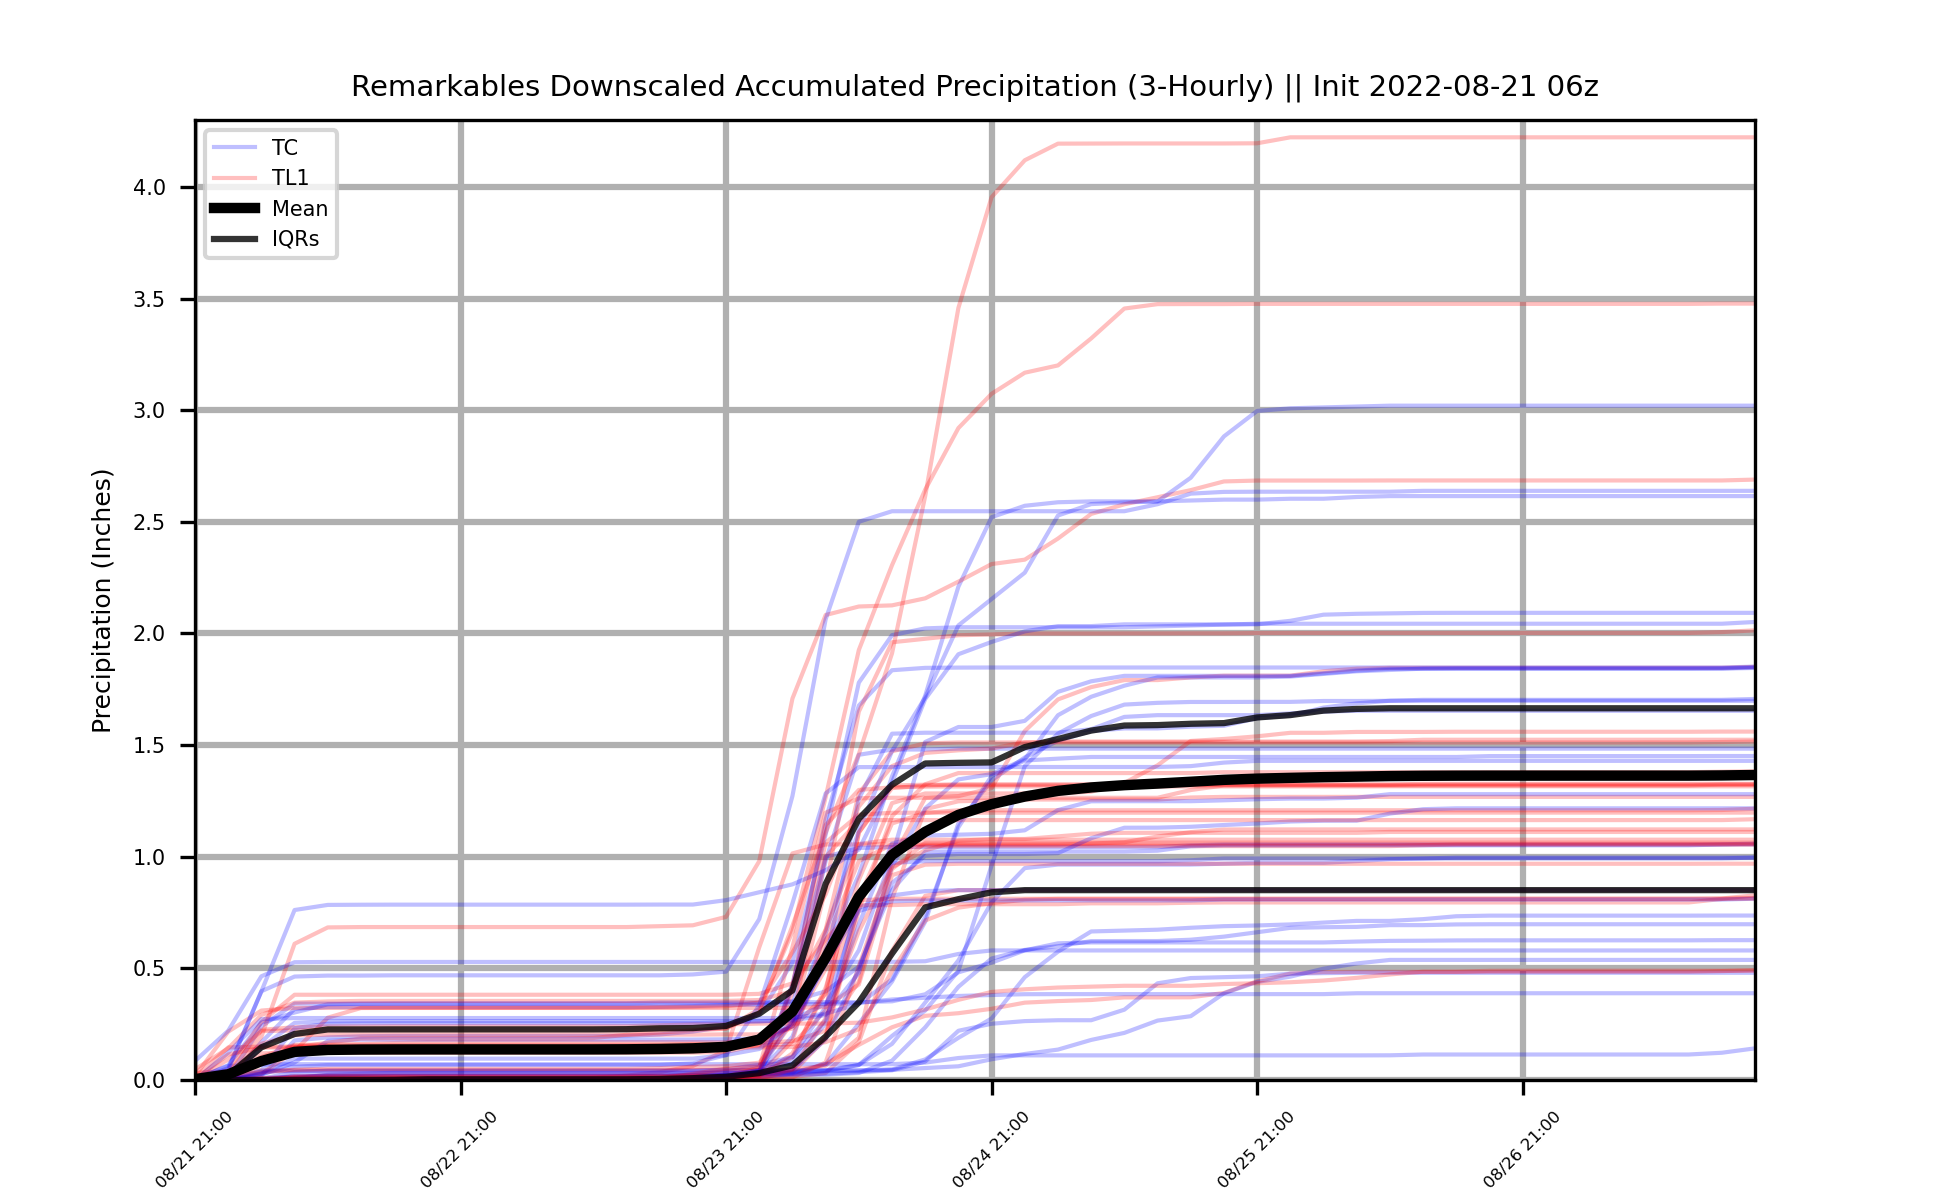 Remarkables Downscaled Accumulated Precipitation (3-Hourly) || Init 2022-08-21 06z
TC
TL1
Mean
IQRs
Precipitation (Inches)
4.0
3.5
3.0
2.5
2.0
1.5
1.0
0.5
0.0
08/21 21:00
08/22 21:00
08/23 21:00
08/24 21:00
08/25 21:00
08/26 21:00